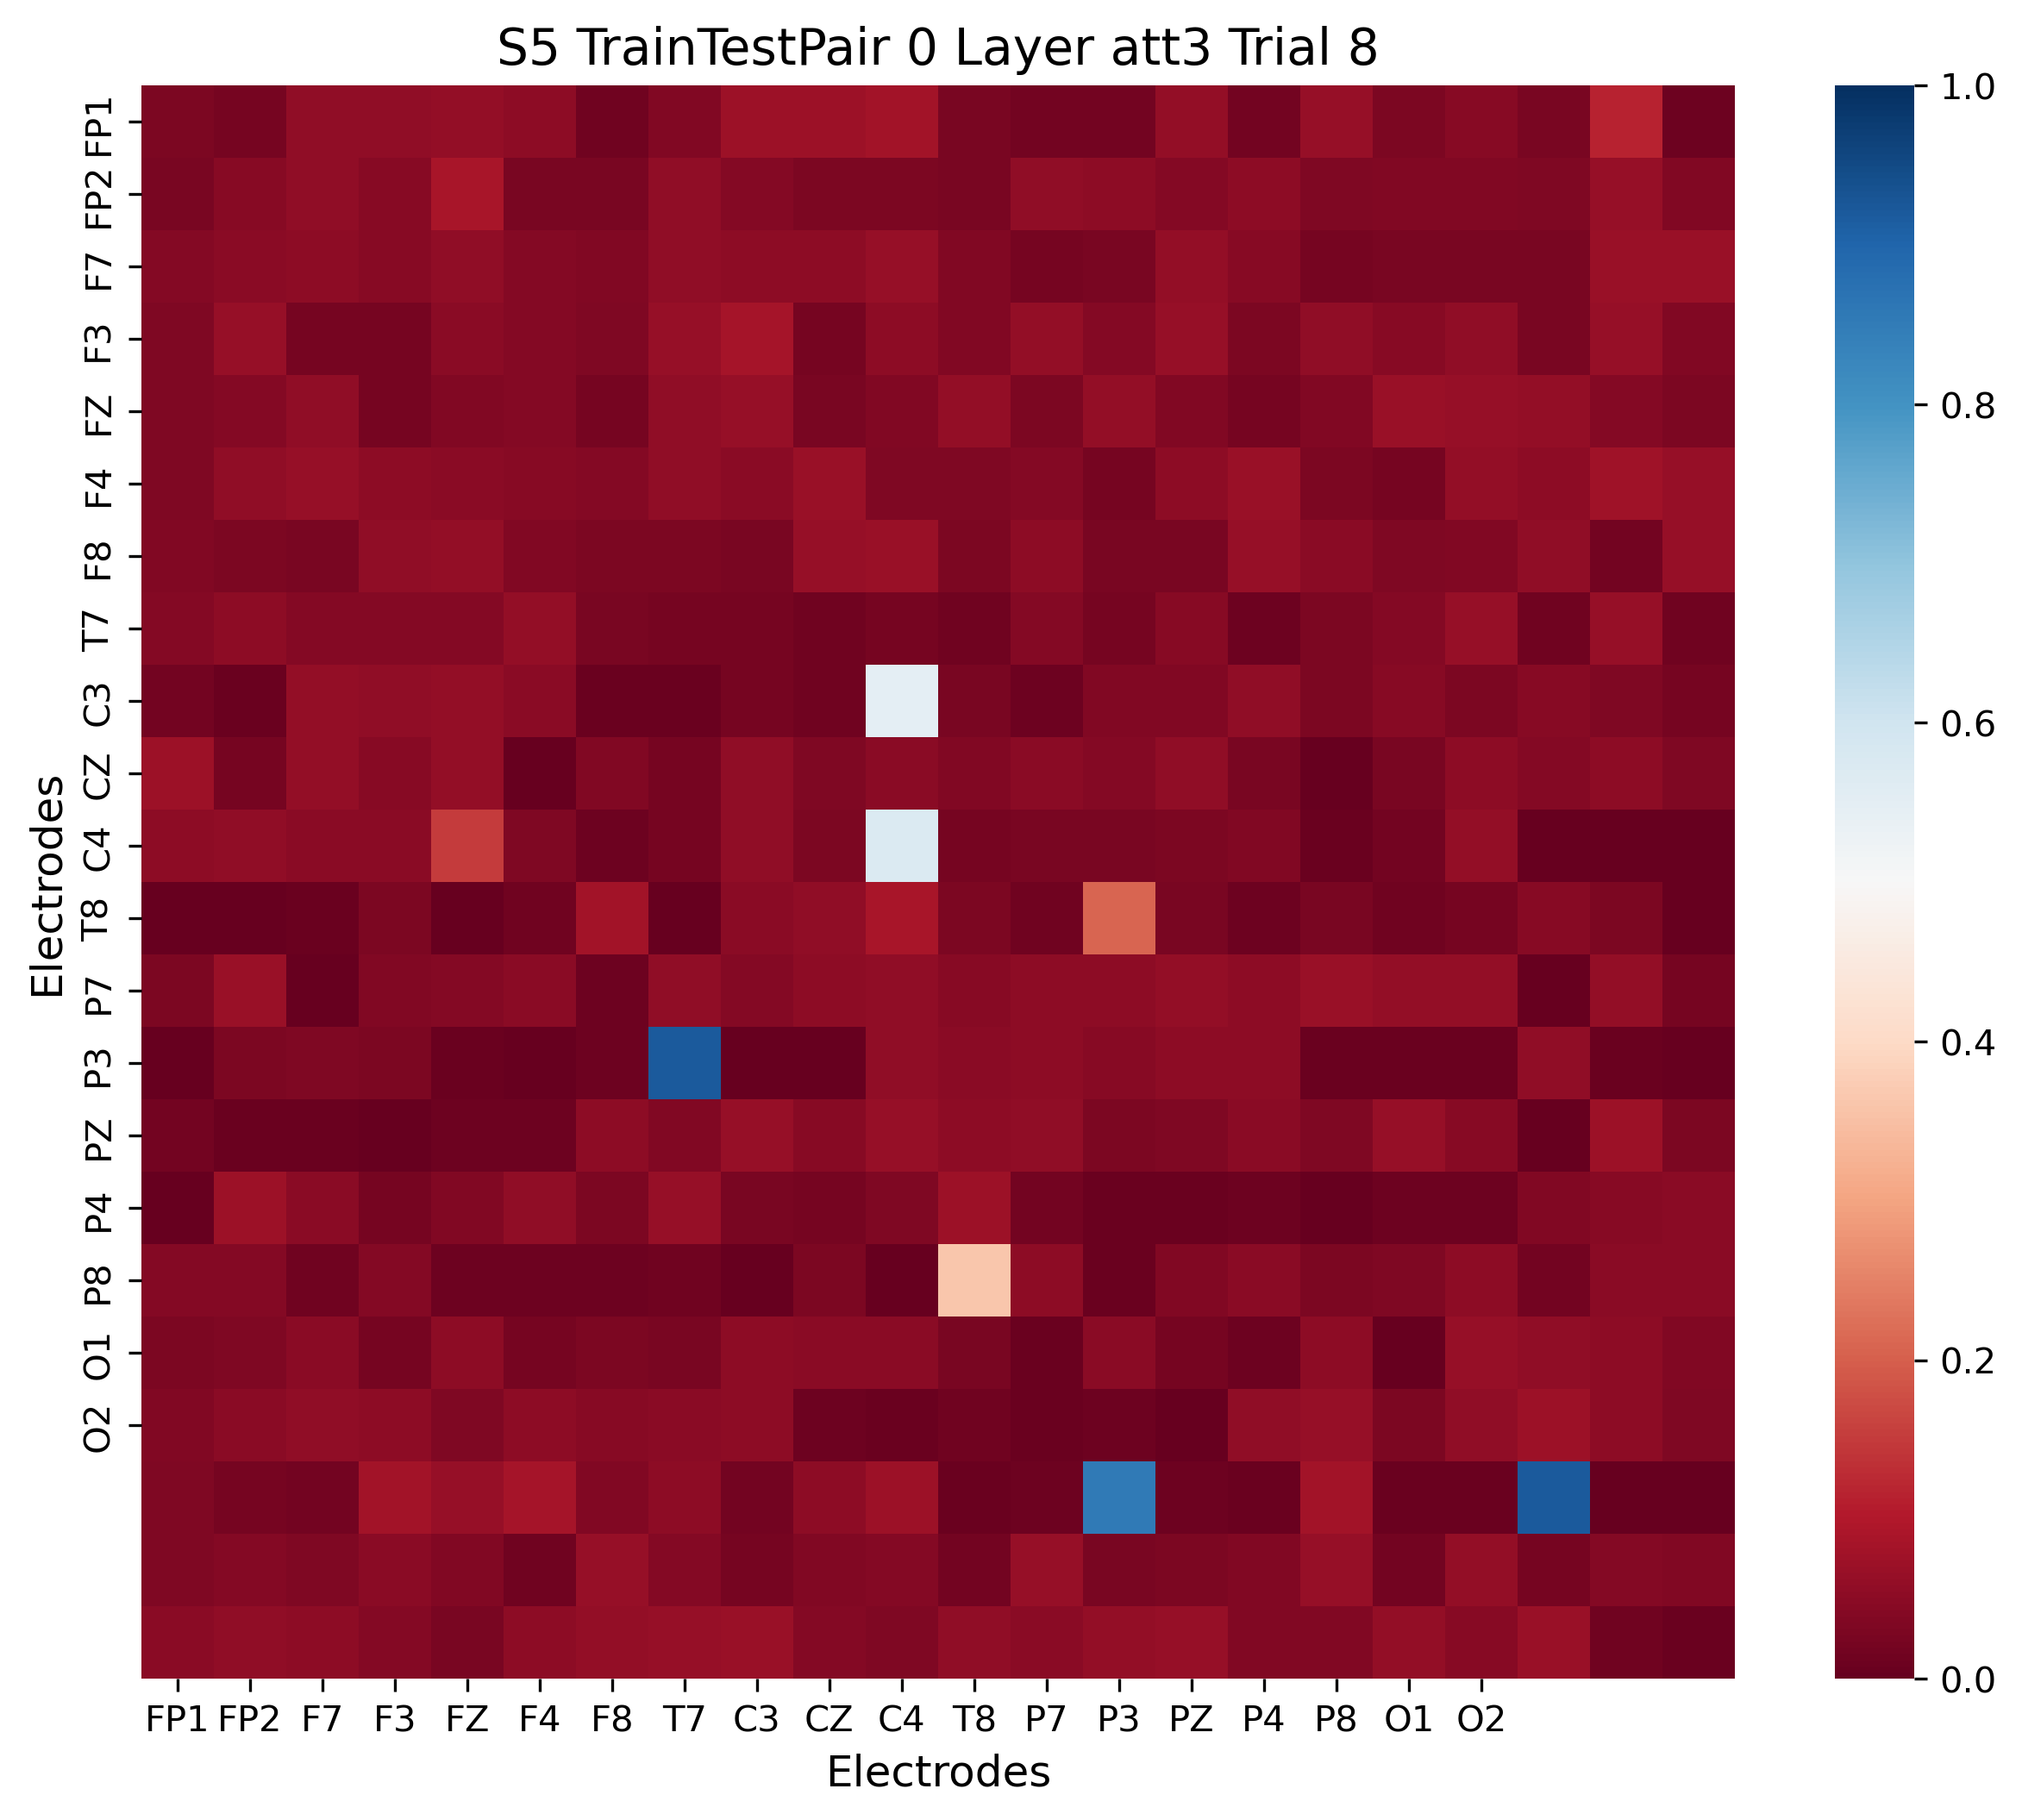 S5 TrainTestPair 0 Layer att3 Trial 8
Electrodes
FP1
FP2
F7
F3
FZ
F4
F8
T7
C3
CZ
C4
T8
P7
P3
PZ
P4
P8
O1
O2
FP1 FP2 F7 F3 FZ F4 F8 T7 C3 CZ C4 T8 P7 P3 PZ P4 P8 O1 O2
Electrodes
1.0
0.8
0.6
0.4
0.2
0.0